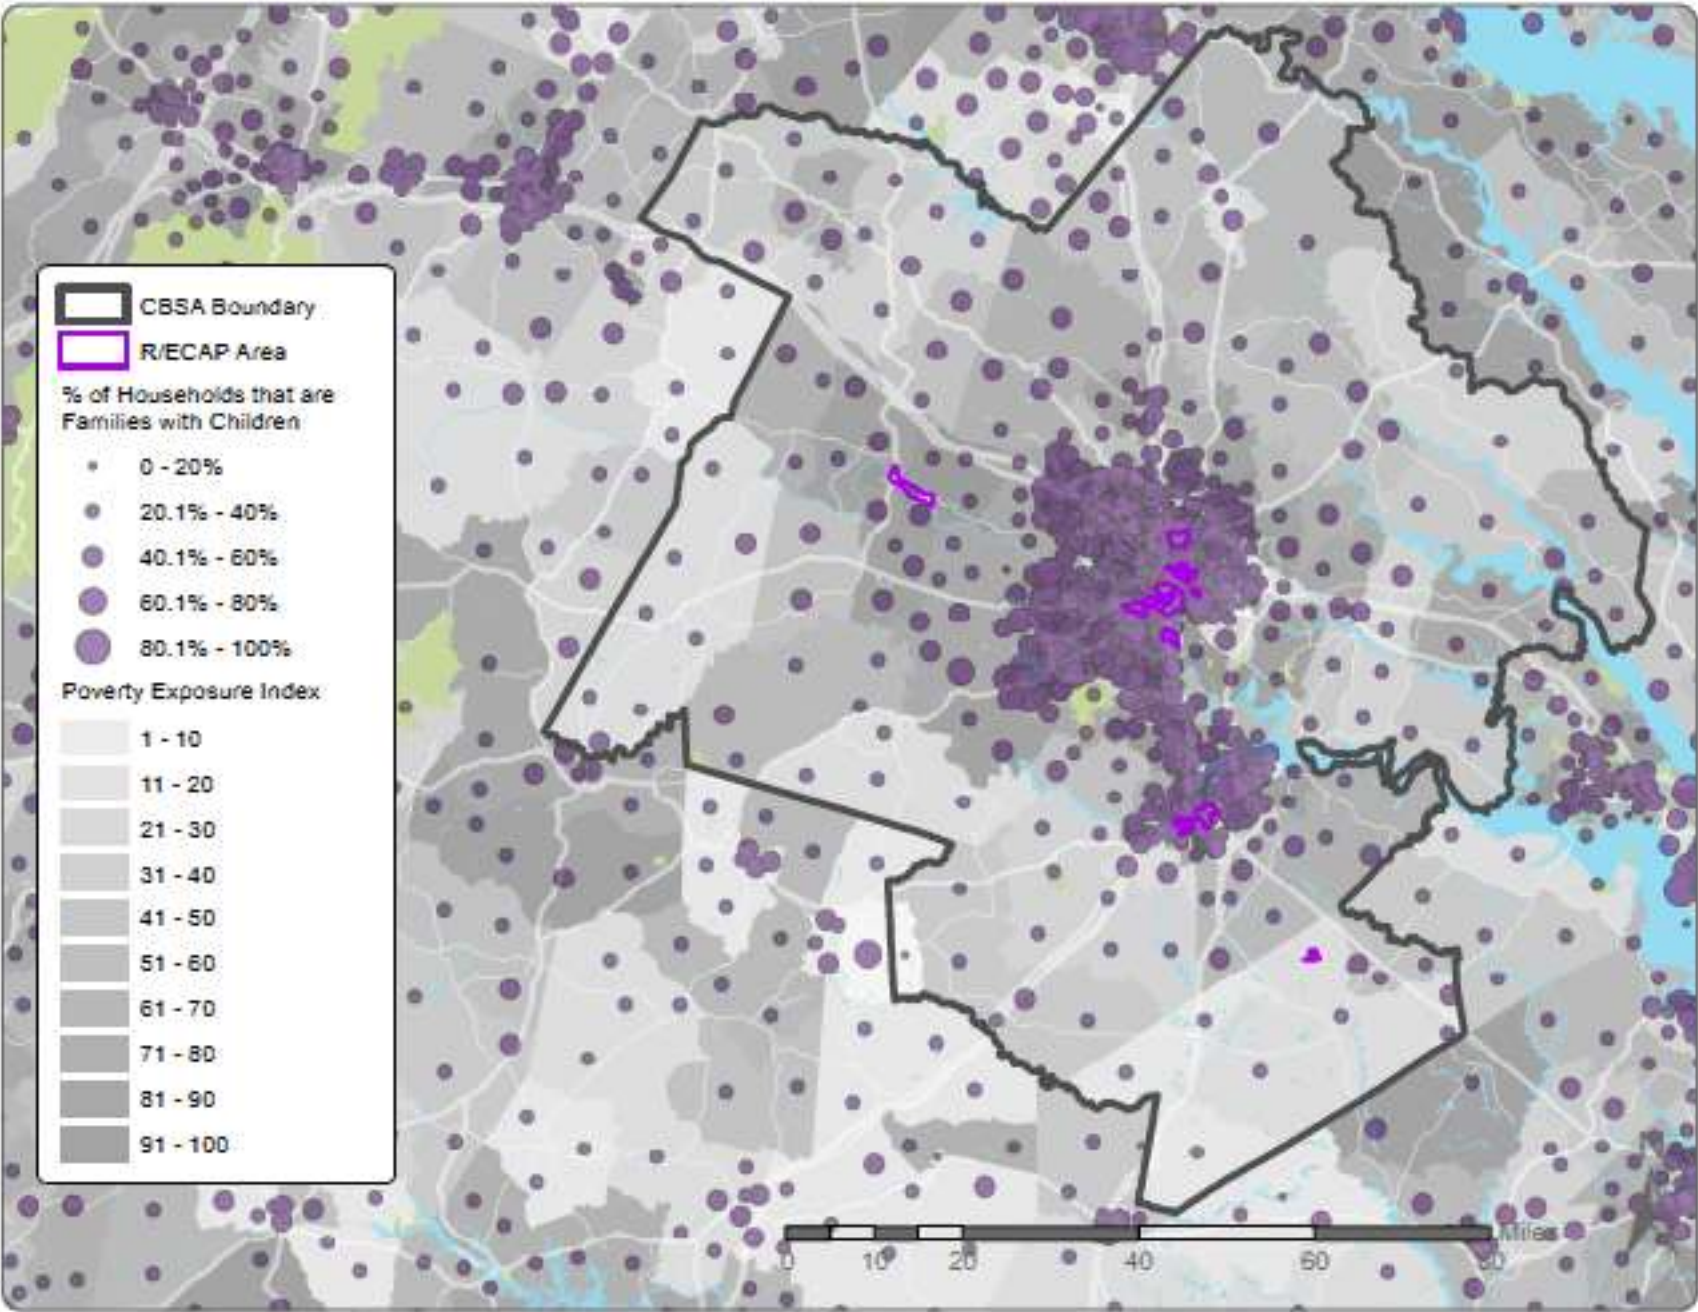 CBSA Boundary
R/ECAP Area
% of Households that are
Families with Children
0 - 20%
20.1% - 40%
40.1% - 60%
60.1% - 80%
80.1% - 100%
Poverty Exposure Index
1 - 10
11 - 20
21 - 30
31 - 40
41 - 50
51 - 60
61 - 70
71 - 80
81 - 90
91 - 100
Miles
0 10 20 40 60 80